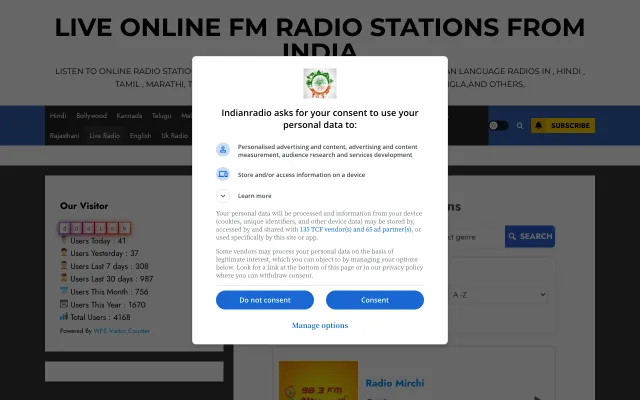 LIVE ONLINE FM RADIO STATIONS FROM
INDIA
LISTEN TO ONLINE RADIO STATION
AN LANGUAGE RADIOS IN , HINDI ,
TAMIL , MARATHI, T
NGLA,AND OTHERS,
Hindi Bollywood Kannada Telugu Mal
Rajasthani Live Radio English Uk Radio
SUBSCRIBE
Indianradio asks for your consent to use your
personal data to:
Personalised advertising and content, advertising and content
measurement, audience research and services development
Store and/or access information on a device
Learn more
Your personal data will be processed and information from your device
(cookies, unique identifiers, and other device data) may be stored by,
accessed by and shared with 135 TCF vendor(s) and 65 ad partner(s), or
used specifically by this site or app.
Some vendors may process your personal data on the basis of
legitimate interest, which you can object to by managing your options
below. Look for a link at the bottom of this page or in our privacy policy
where you can withdraw consent.
Do not consent Consent
Manage options
Our Visitor
Users Today : 41
Users Yesterday : 37
Users Last 7 days : 308
Users Last 30 days : 987
Users This Month : 756
Users This Year : 1670
Total Users : 4168
Powered By WPS Visitor Counter
ns
ct genre SEARCH
A -Z
98.3 FM
Radio Mirchi